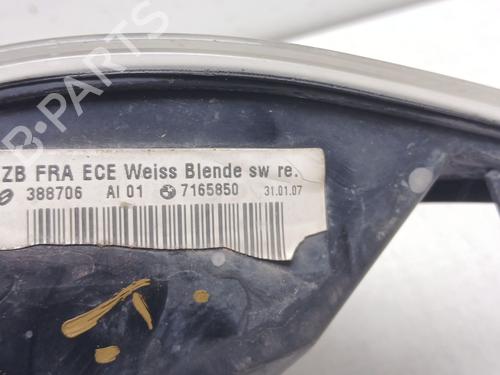 B-PARTS
ZB FRA ECE Weiss Blende sw re.
388706 AI 01 7165850 31.01.07